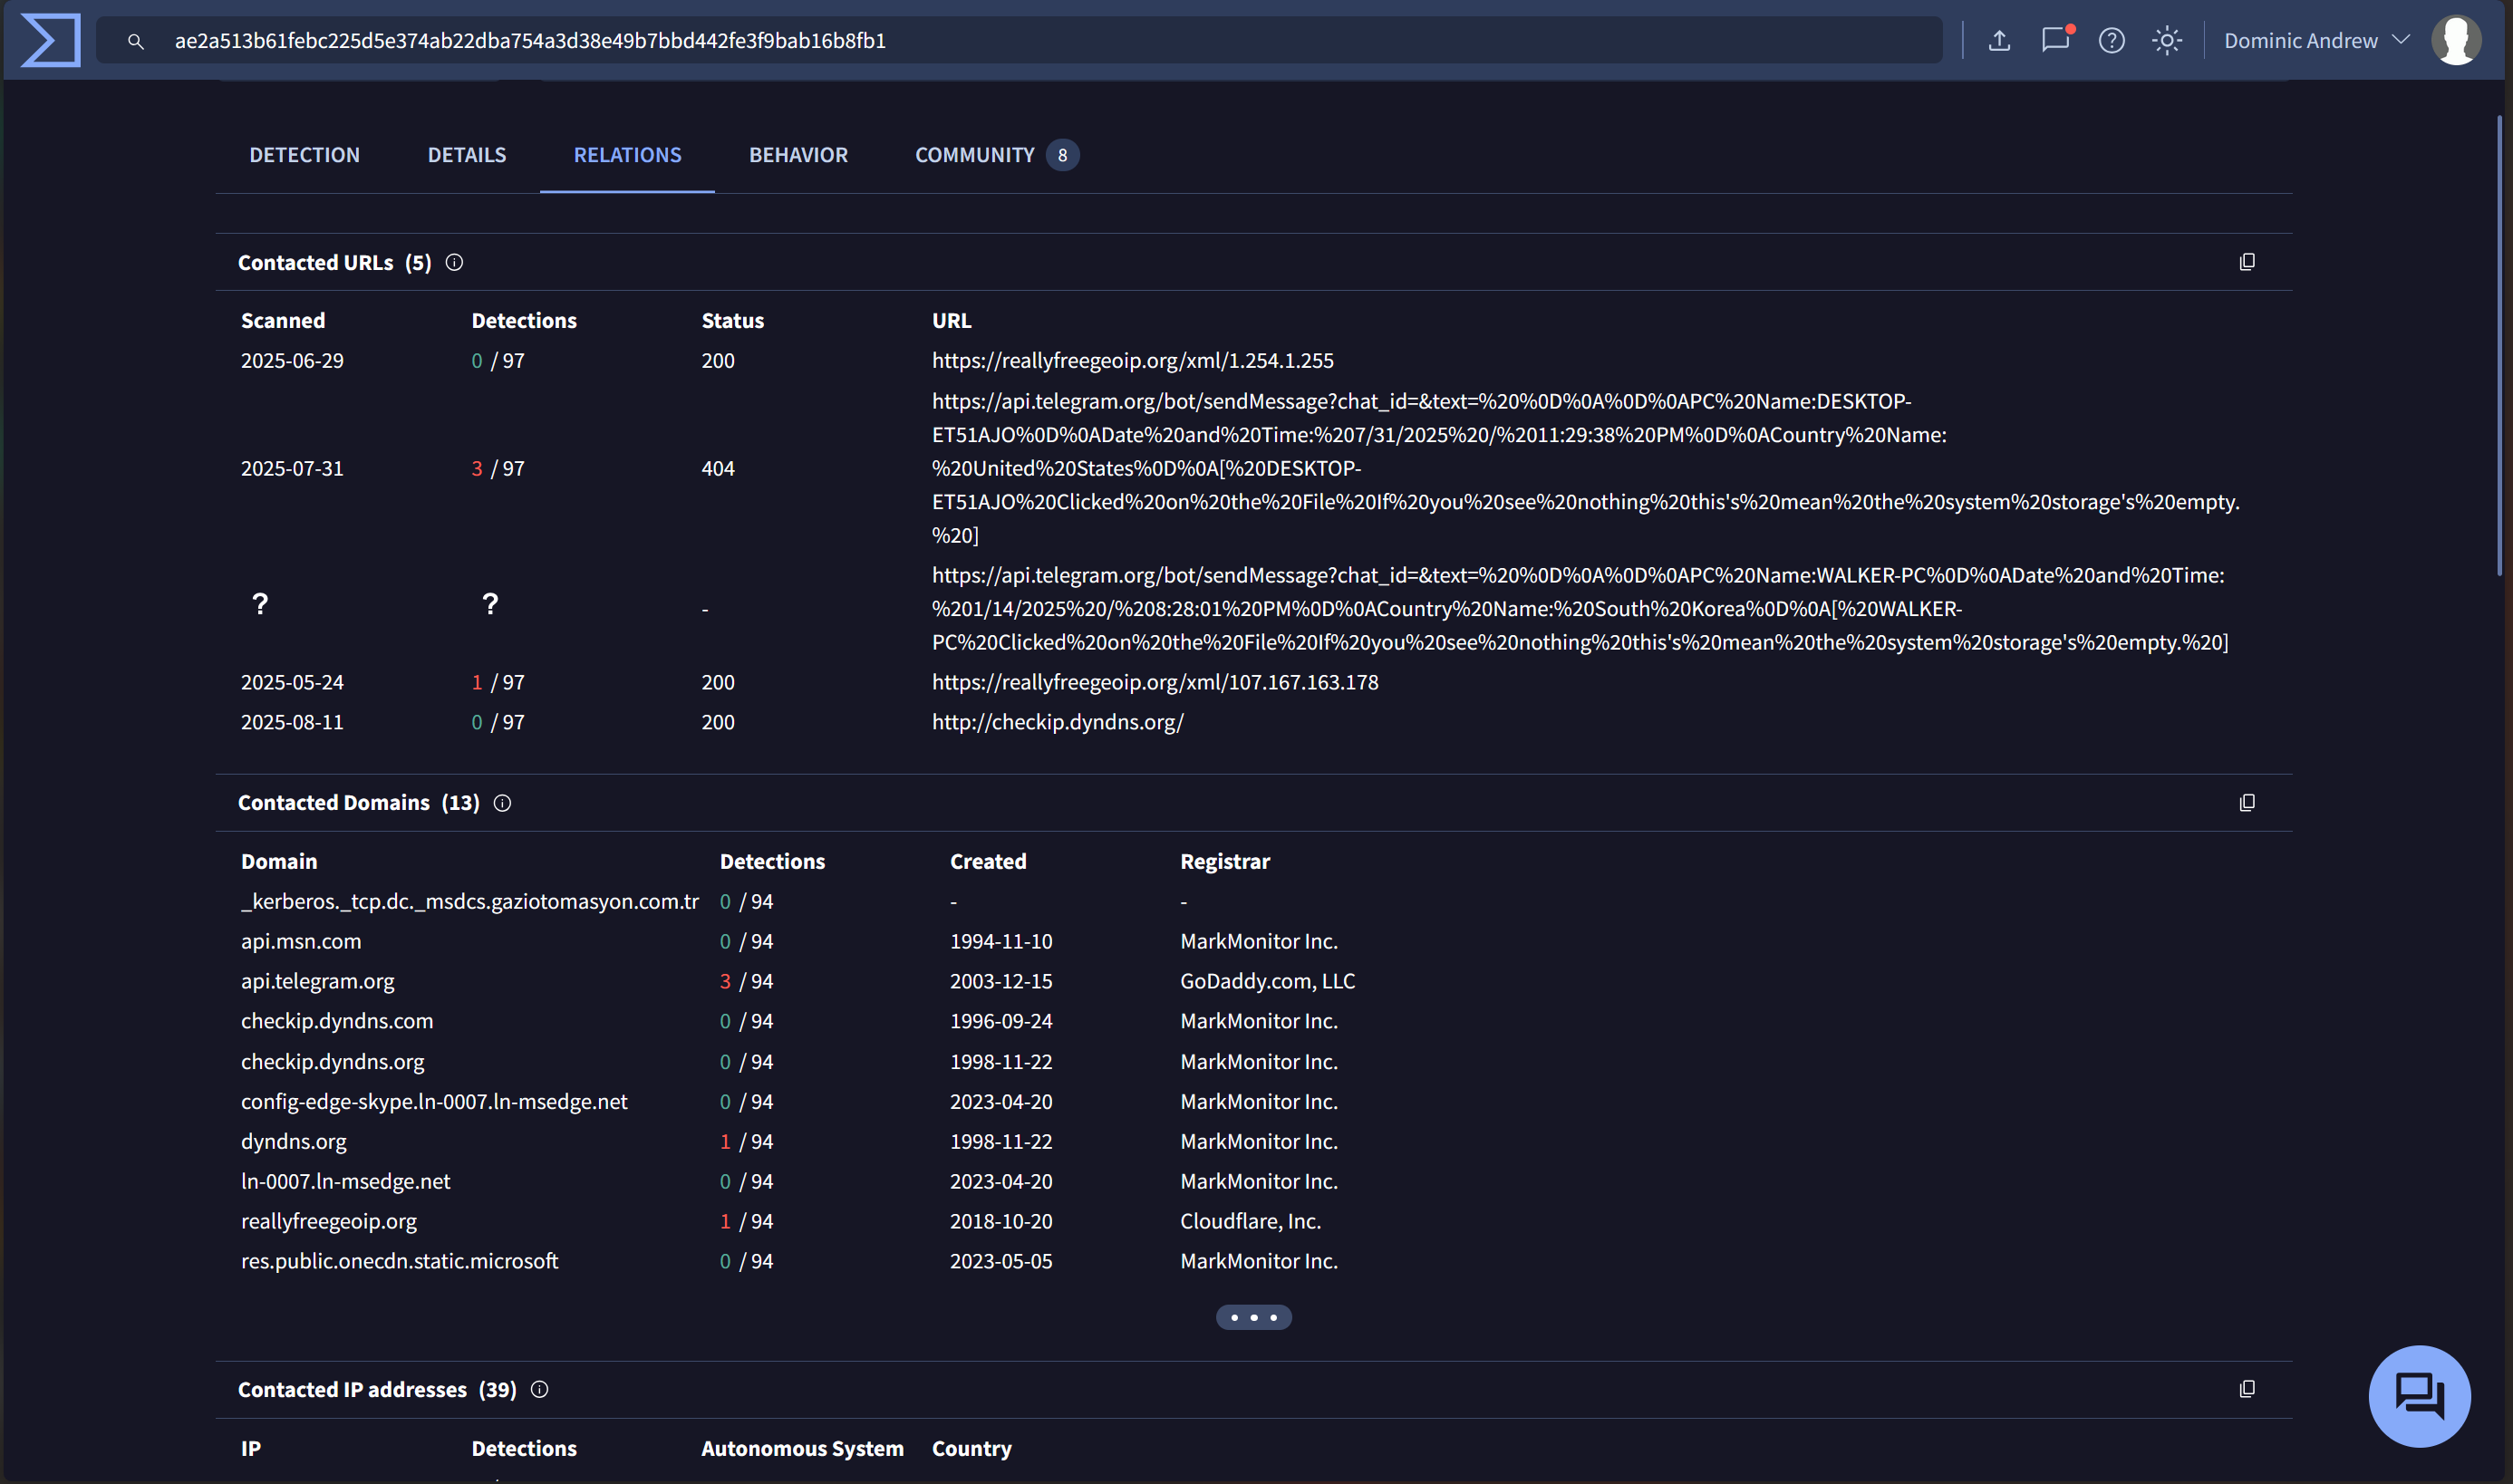 ae2a513b61febc225d5e374ab22dba754a3d38e49b7bbd442fe3f9bab16b8fb1
Dominic Andrew
DETECTION DETAILS RELATIONS BEHAVIOR COMMUNITY 8
Contacted URLs (5)
Scanned Detections Status URL
2025-06-29 0 / 97 200 https://reallyfreegeoip.org/xml/1.254.1.255
https://api.telegram.org/bot/sendMessage?chat_id=&text=%20%0D%0A%0D%0APC%20Name:DESKTOP-
ET51AJO%0D%0ADate%20and%20Time:%207/31/2025%20/%2011:29:38%20PM%0D%0ACountry%20Name:
2025-07-31 3 / 97 404 %20United%20States%0D%0A[%20DESKTOP-
ET51AJO%20Clicked%20on%20the%20File%20If%20you%20see%20nothing%20this's%20mean%20the%20system%20storage's%20empty.
%20]
https://api.telegram.org/bot/sendMessage?chat_id=&text=%20%0D%0A%0D%0APC%20Name:WALKER-PC%0D%0ADate%20and%20Time:
? ? - %201/14/2025%20/%208:28:01%20PM%0D%0ACountry%20Name:%20South%20Korea%0D%0A[%20WALKER-
PC%20Clicked%20on%20the%20File%20If%20you%20see%20nothing%20this's%20mean%20the%20system%20storage's%20empty.%20]
2025-05-24 1 / 97 200 https://reallyfreegeoip.org/xml/107.167.163.178
2025-08-11 0 / 97 200 http://checkip.dyndns.org/
Contacted Domains (13)
Domain Detections Created Registrar
_kerberos._tcp.dc._msdcs.gaziotomasyon.com.tr 0 / 94 - -
api.msn.com 0 / 94 1994-11-10 MarkMonitor Inc.
api.telegram.org 3 / 94 2003-12-15 GoDaddy.com, LLC
checkip.dyndns.com 0 / 94 1996-09-24 MarkMonitor Inc.
checkip.dyndns.org 0 / 94 1998-11-22 MarkMonitor Inc.
config-edge-skype.ln-0007.ln-msedge.net 0 / 94 2023-04-20 MarkMonitor Inc.
dyndns.org 1 / 94 1998-11-22 MarkMonitor Inc.
ln-0007.ln-msedge.net 0 / 94 2023-04-20 MarkMonitor Inc.
reallyfreegeoip.org 1 / 94 2018-10-20 Cloudflare, Inc.
res.public.onecdn.static.microsoft 0 / 94 2023-05-05 MarkMonitor Inc.
Contacted IP addresses (39)
IP Detections Autonomous System Country